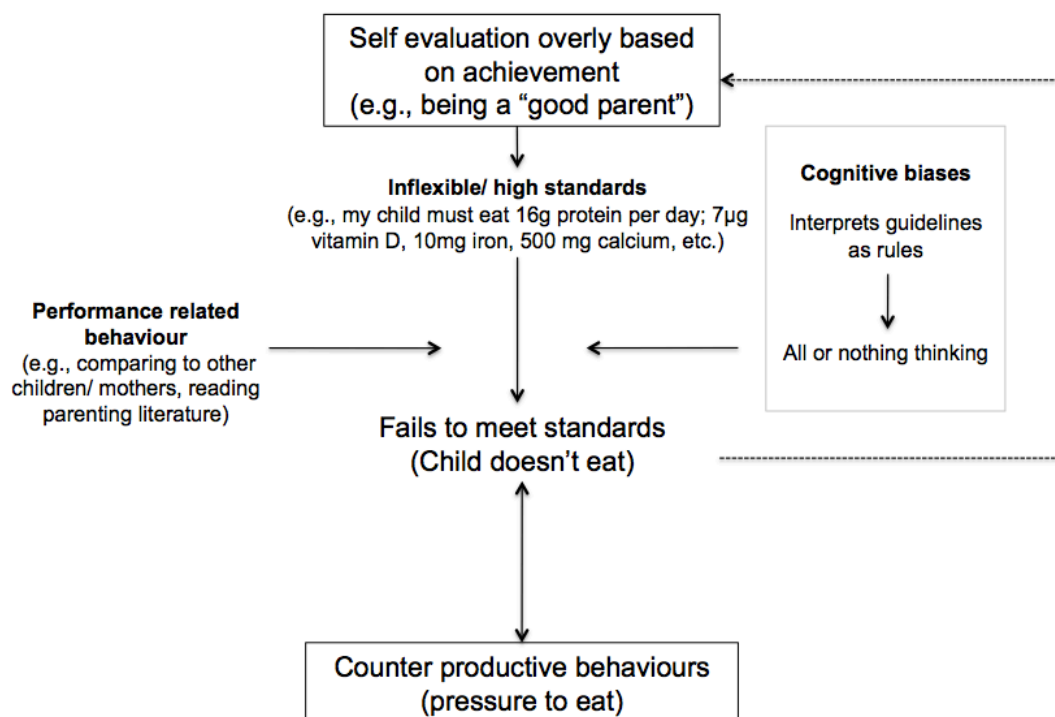 Self evaluation overly based
on achievement
(e.g., being a “good parent”)
Inflexible/ high standards
(e.g., my child must eat 16g protein per day; 7µg
vitamin D, 10mg iron, 500 mg calcium, etc.)
Cognitive biases
Interprets guidelines
as rules
All or nothing thinking
Performance related
behaviour
(e.g., comparing to other
children/ mothers, reading
parenting literature)
Fails to meet standards
(Child doesn’t eat)
Counter productive behaviours
(pressure to eat)